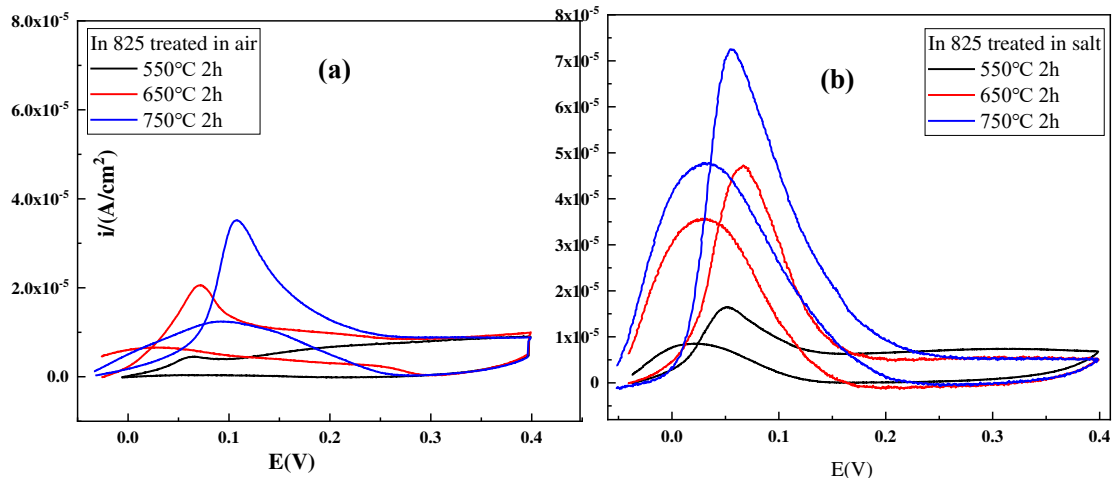 8.0x10-5
6.0x10-5
4.0x10-5
2.0x10-5
0.0
i/(A/cm2)
In 825 treated in air
550°C 2h
650°C 2h
750°C 2h
(a)
0.0
0.1
0.2
0.3
0.4
E(V)
8x10-5
7x10-5
6x10-5
5x10-5
4x10-5
3x10-5
2x10-5
1x10-5
0
(b)
In 825 treated in salt
550°C 2h
650°C 2h
750°C 2h
0.0
0.1
0.2
0.3
0.4
E(V)